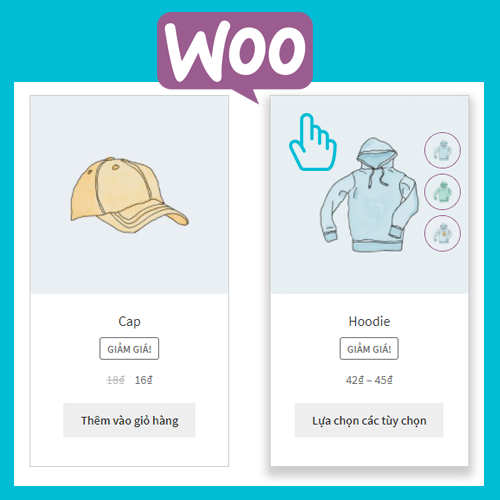 WOO
Cap
GIẢM GIÁ!
18₫ 16₫
Thêm vào giỏ hàng
Hoodie
GIẢM GIÁ!
42₫ – 45₫
Lựa chọn các tùy chọn